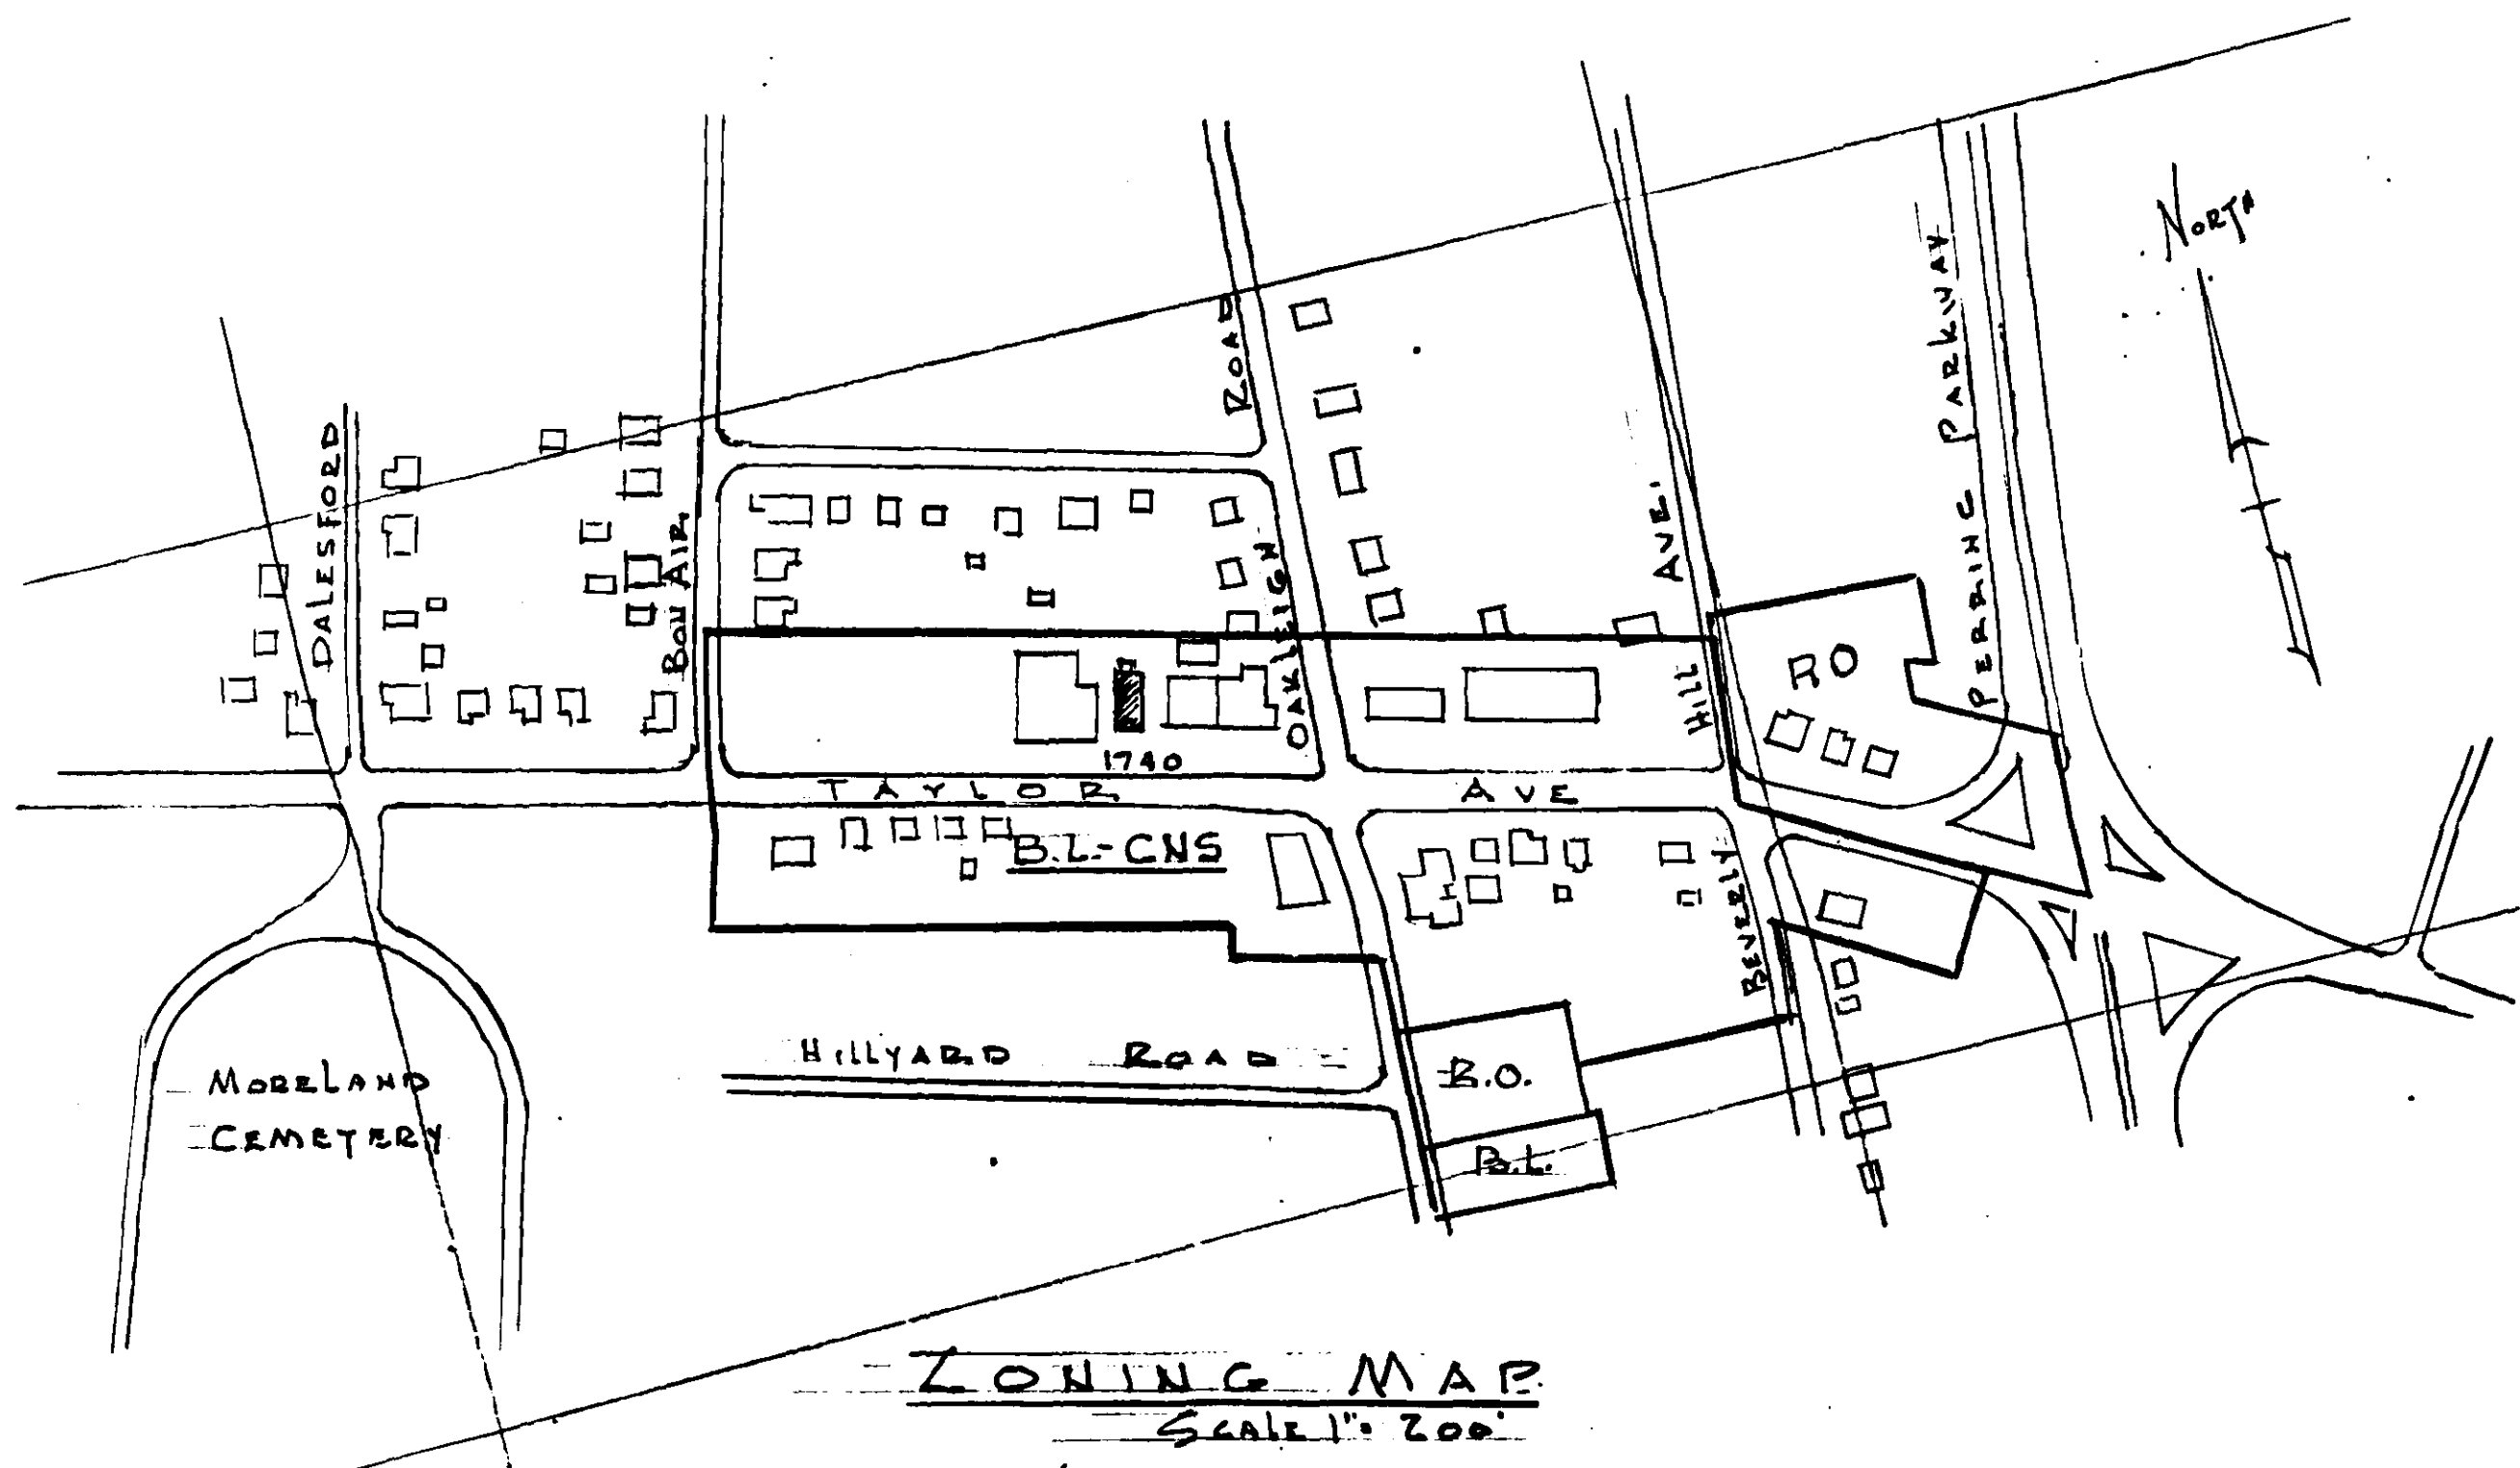 NORTH
DALESFORD
BON AIR
OAKLEIGH ROAD
HILL AVE.
PERRING PARKWAY
RO
1740
TAYLOR AVE
B.L-CNS
BEVERLY
HILLYARD ROAD
R.O.
B.L.
MORELAND
CEMETERY
ZONING MAP
SCALE 1": 200'